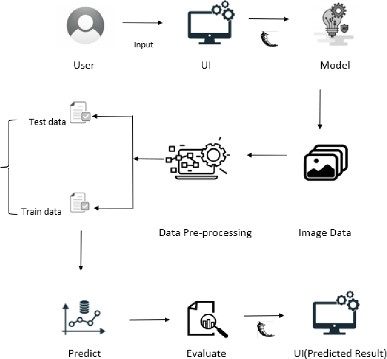 Input
User
UI
Model
Test data
Train data
Data Pre-processing
Image Data
Predict
Evaluate
UI(Predicted Result)